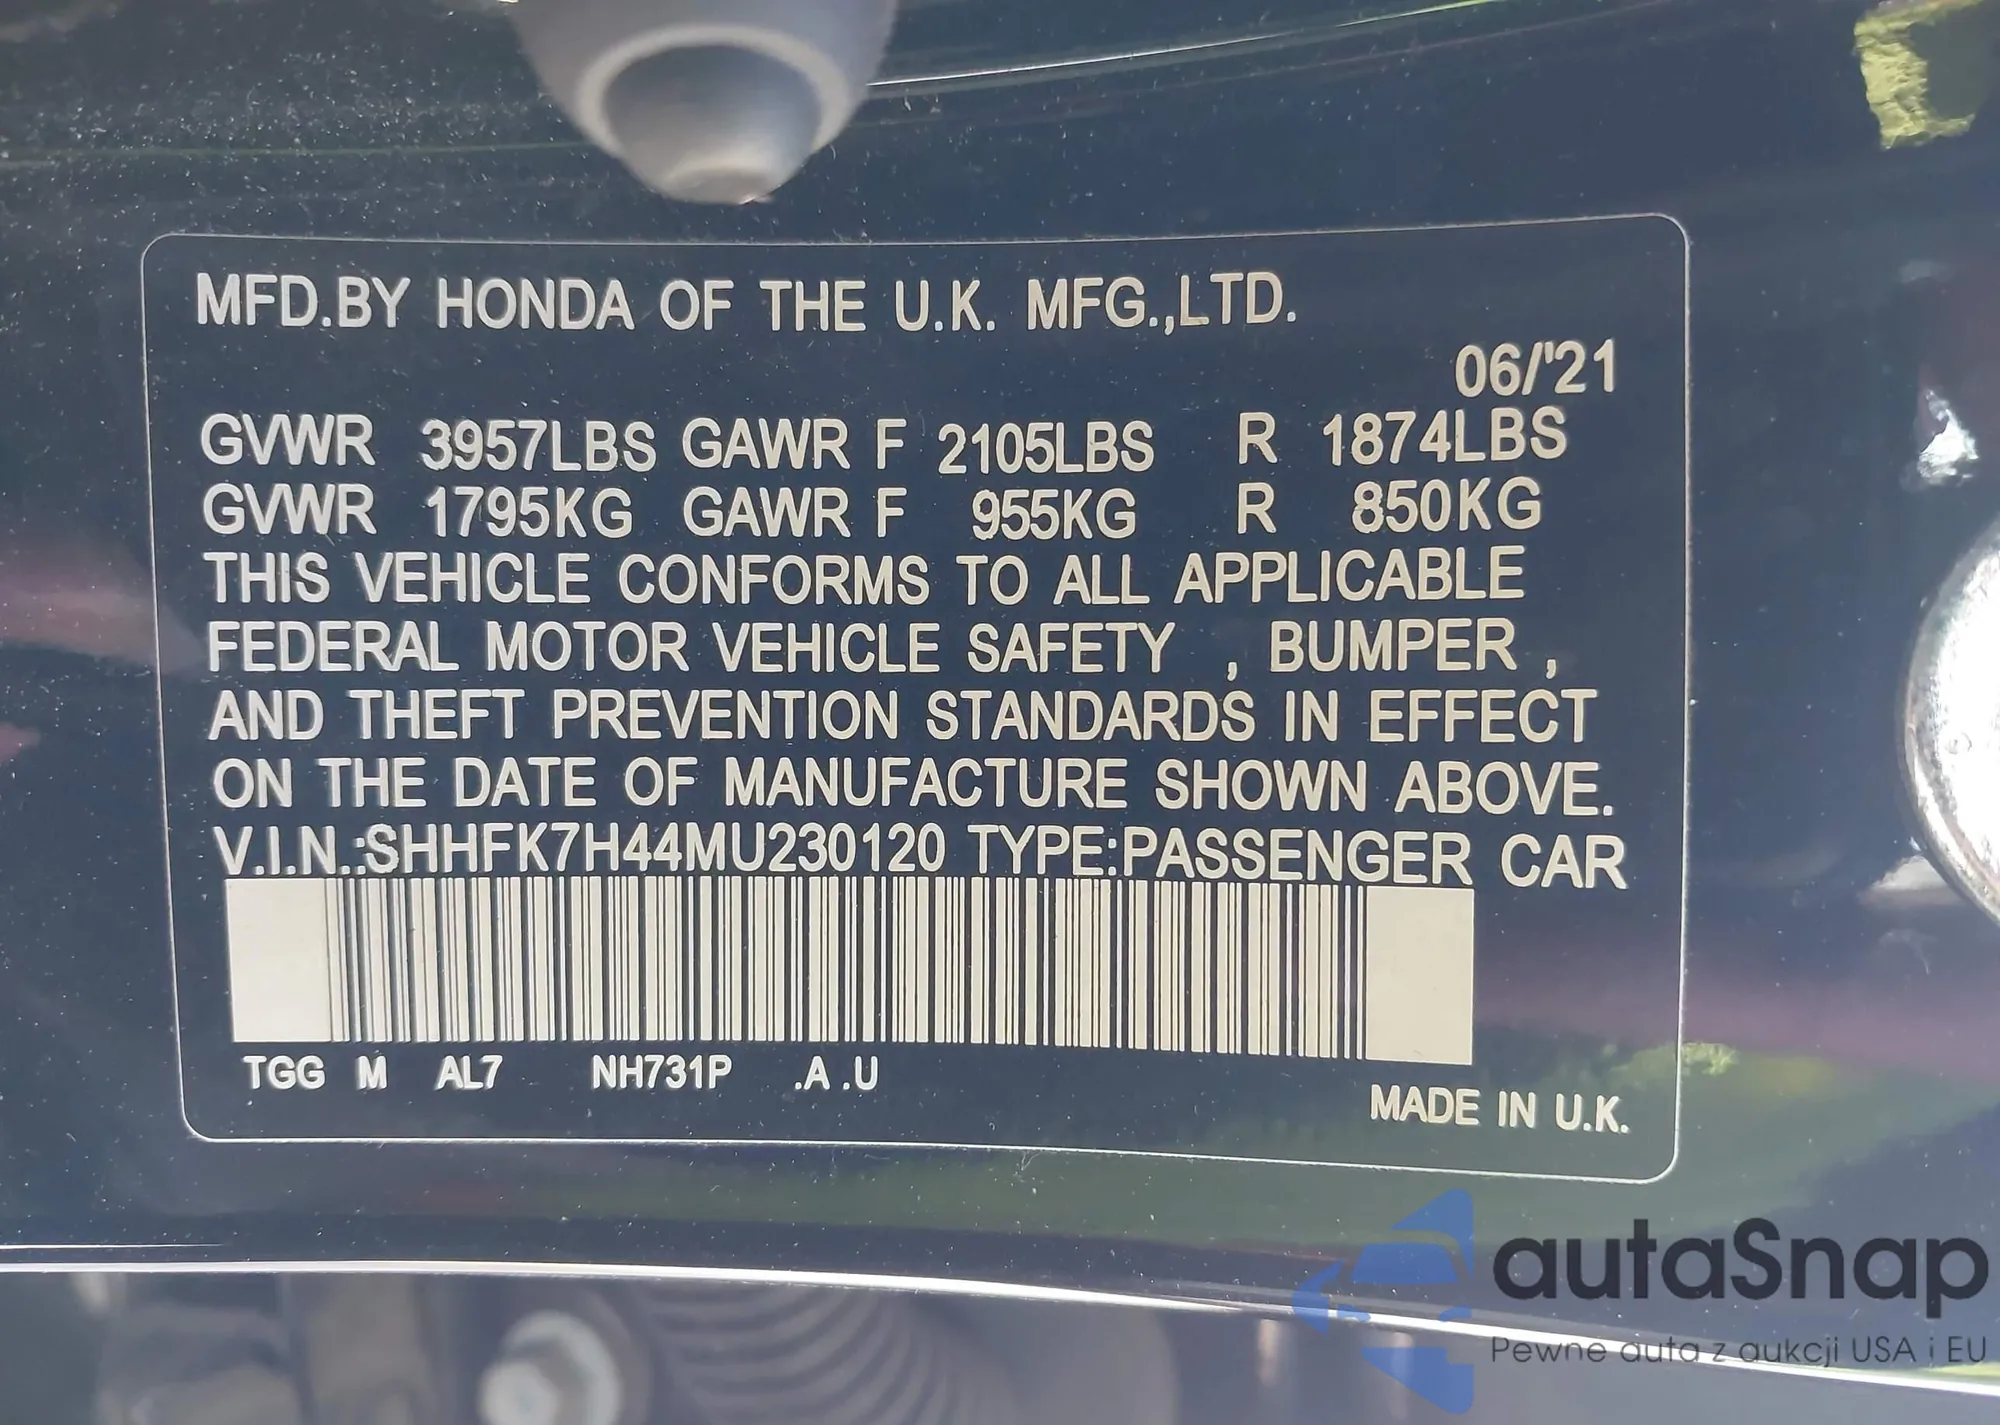 MFD.BY HONDA OF THE U.K. MFG.,LTD.
06/'21
GVWR 3957LBS GAWR F 2105LBS R 1874LBS
GVWR 1795KG GAWR F 955KG R 850KG
THIS VEHICLE CONFORMS TO ALL APPLICABLE
FEDERAL MOTOR VEHICLE SAFETY , BUMPER ,
AND THEFT PREVENTION STANDARDS IN EFFECT
ON THE DATE OF MANUFACTURE SHOWN ABOVE.
V.I.N.:SHHFK7H44MU230120 TYPE:PASSENGER CAR
TGG M AL7 NH731P .A .U
MADE IN U.K.
autaSnap
Pewne auta z aukcji USA i EU